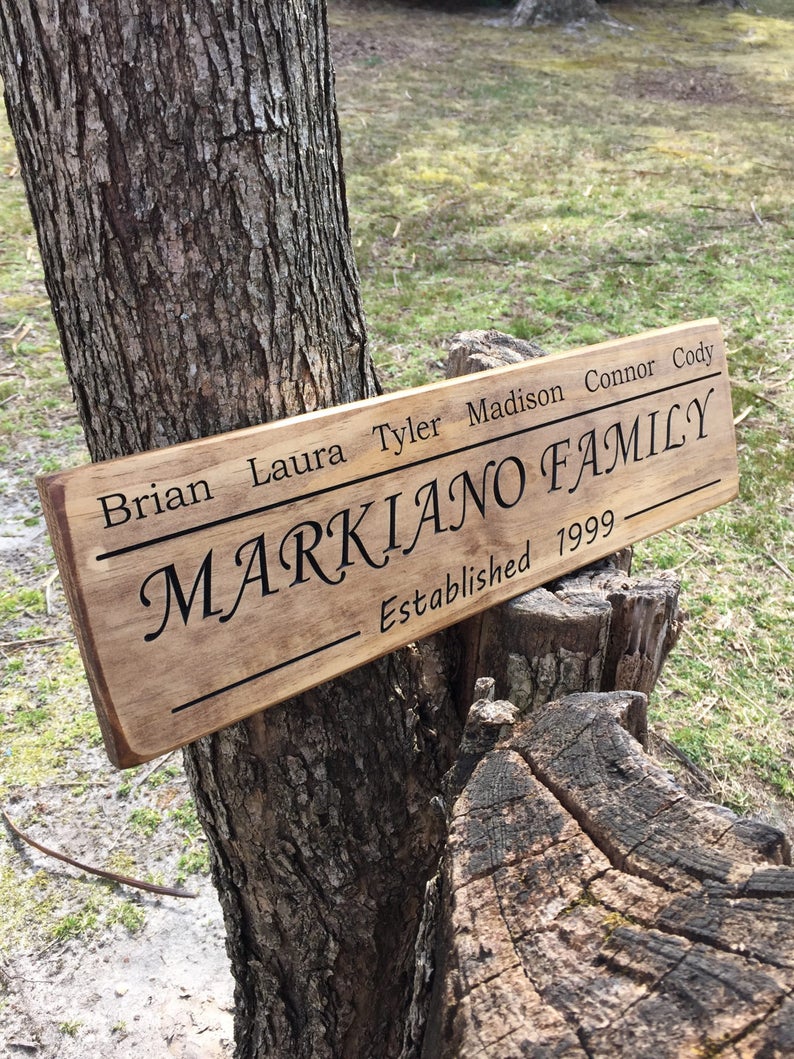 Brian Laura Tyler Madison Connor Cody
MARKIANO FAMILY
Established 1999